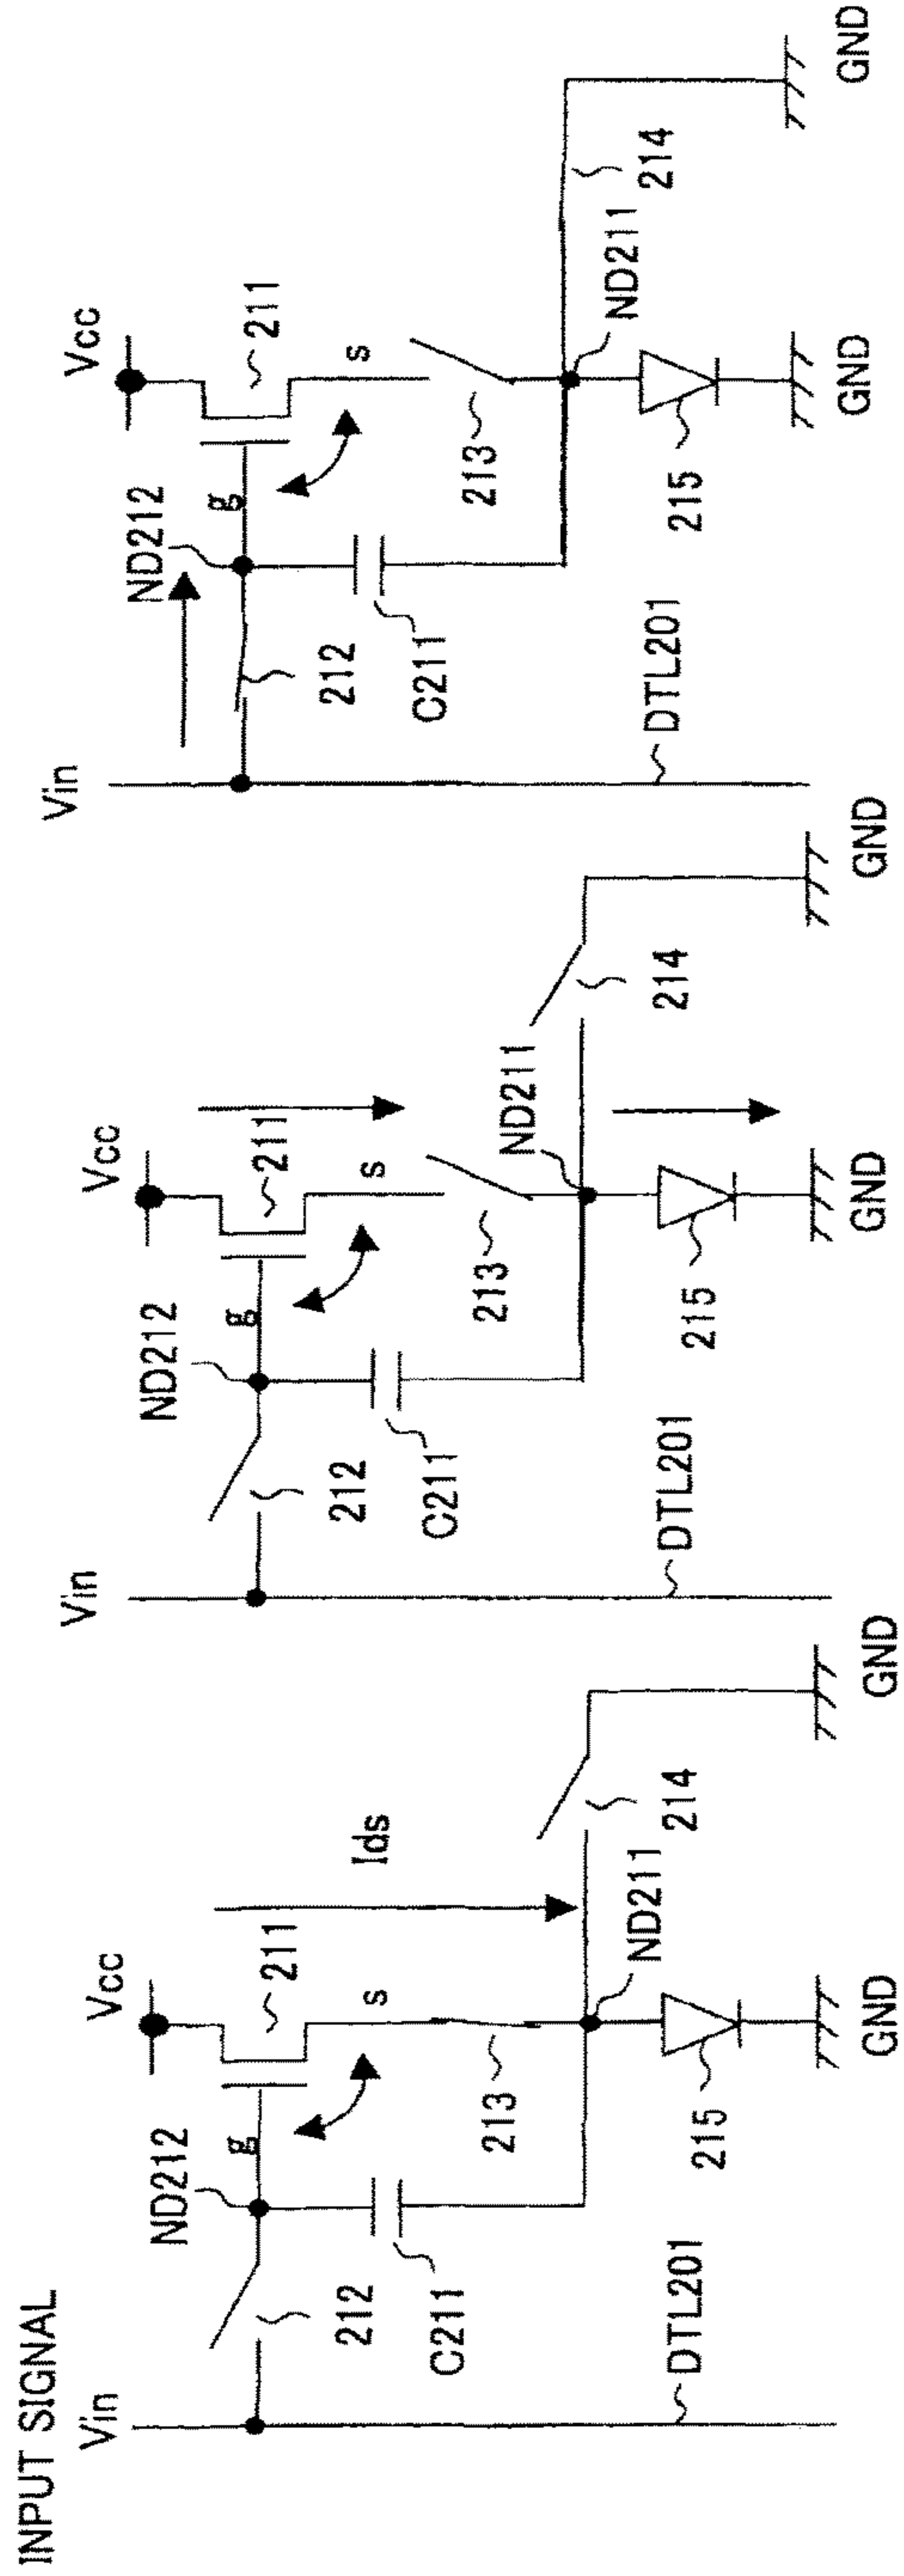 INPUT SIGNAL
Vin
ND212
Vcc
g
211
s
Ids
212
C211
213
214
ND211
215
DTL201
GND
GND
Vin
ND212
Vcc
g
211
s
212
C211
213
ND211
214
215
DTL201
GND
GND
Vin
ND212
Vcc
g
211
s
212
C211
213
ND211
214
215
DTL201
GND
GND